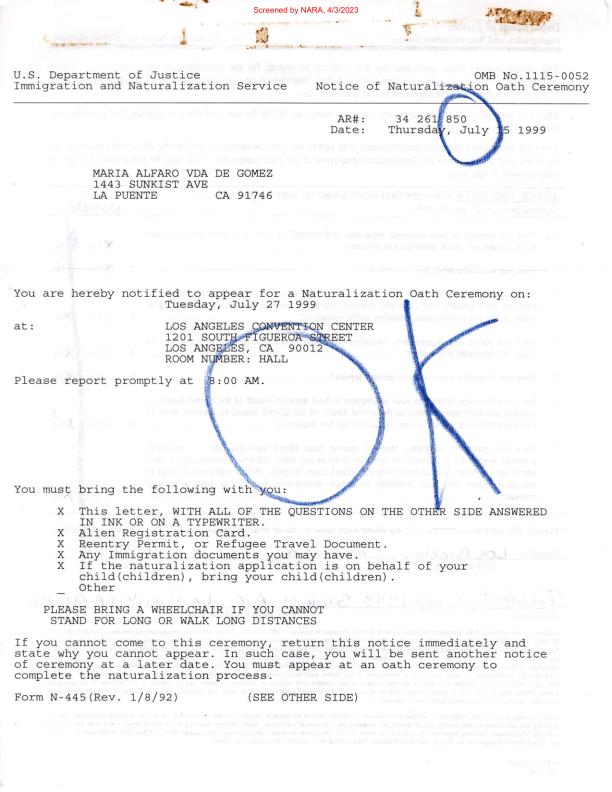 Screened by NARA, 4/3/2023
U.S. Department of Justice OMB No.1115-0052
Immigration and Naturalization Service Notice of Naturalization Oath Ceremony
AR#: 34 261 850
Date: Thursday, July 15 1999
MARIA ALFARO VDA DE GOMEZ
1443 SUNKIST AVE
LA PUENTE CA 91746
You are hereby notified to appear for a Naturalization Oath Ceremony on:
Tuesday, July 27 1999
at: LOS ANGELES CONVENTION CENTER
1201 SOUTH FIGUEROA STREET
LOS ANGELES, CA 90012
ROOM NUMBER: HALL
Please report promptly at 8:00 AM.
OK
You must bring the following with you:
X This letter, WITH ALL OF THE QUESTIONS ON THE OTHER SIDE ANSWERED
IN INK OR ON A TYPEWRITER.
X Alien Registration Card.
X Reentry Permit, or Refugee Travel Document.
X Any Immigration documents you may have.
X If the naturalization application is on behalf of your
child(children), bring your child(children).
_ Other
PLEASE BRING A WHEELCHAIR IF YOU CANNOT
STAND FOR LONG OR WALK LONG DISTANCES
If you cannot come to this ceremony, return this notice immediately and
state why you cannot appear. In such case, you will be sent another notice
of ceremony at a later date. You must appear at an oath ceremony to
complete the naturalization process.
Form N-445(Rev. 1/8/92) (SEE OTHER SIDE)